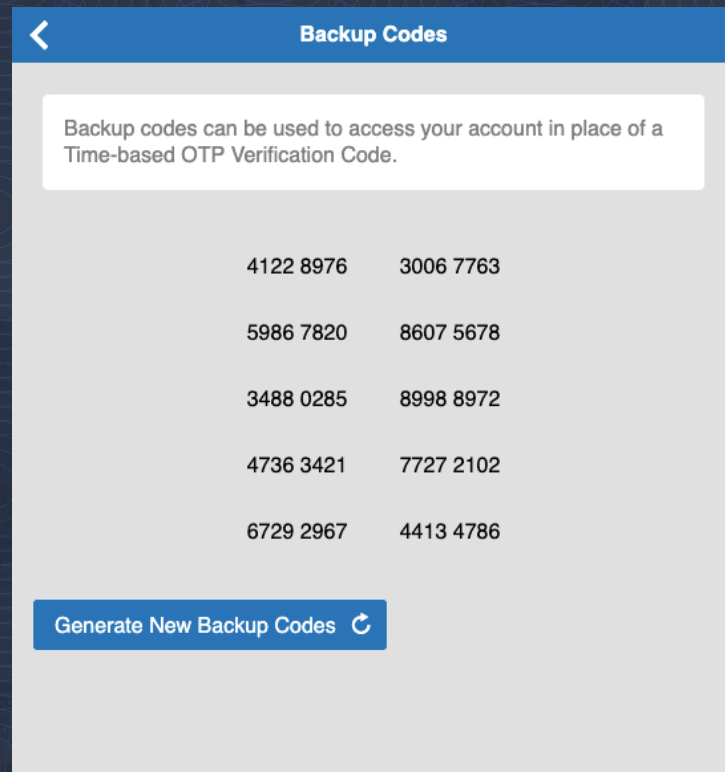 Backup Codes
Backup codes can be used to access your account in place of a
Time-based OTP Verification Code.
4122 8976 3006 7763
5986 7820 8607 5678
3488 0285 8998 8972
4736 3421 7727 2102
6729 2967 4413 4786
Generate New Backup Codes